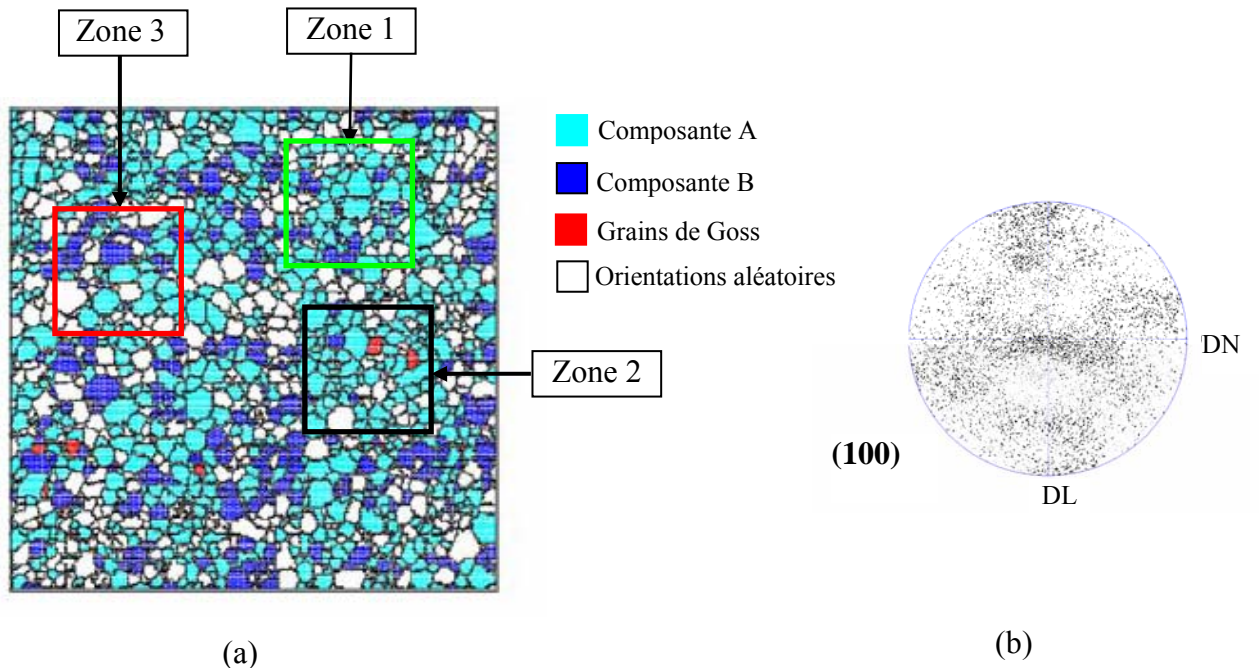 Zone 3
Zone 1
Composante A
Composante B
Grains de Goss
Orientations aléatoires
Zone 2
DN
(100)
DL
(a)
(b)